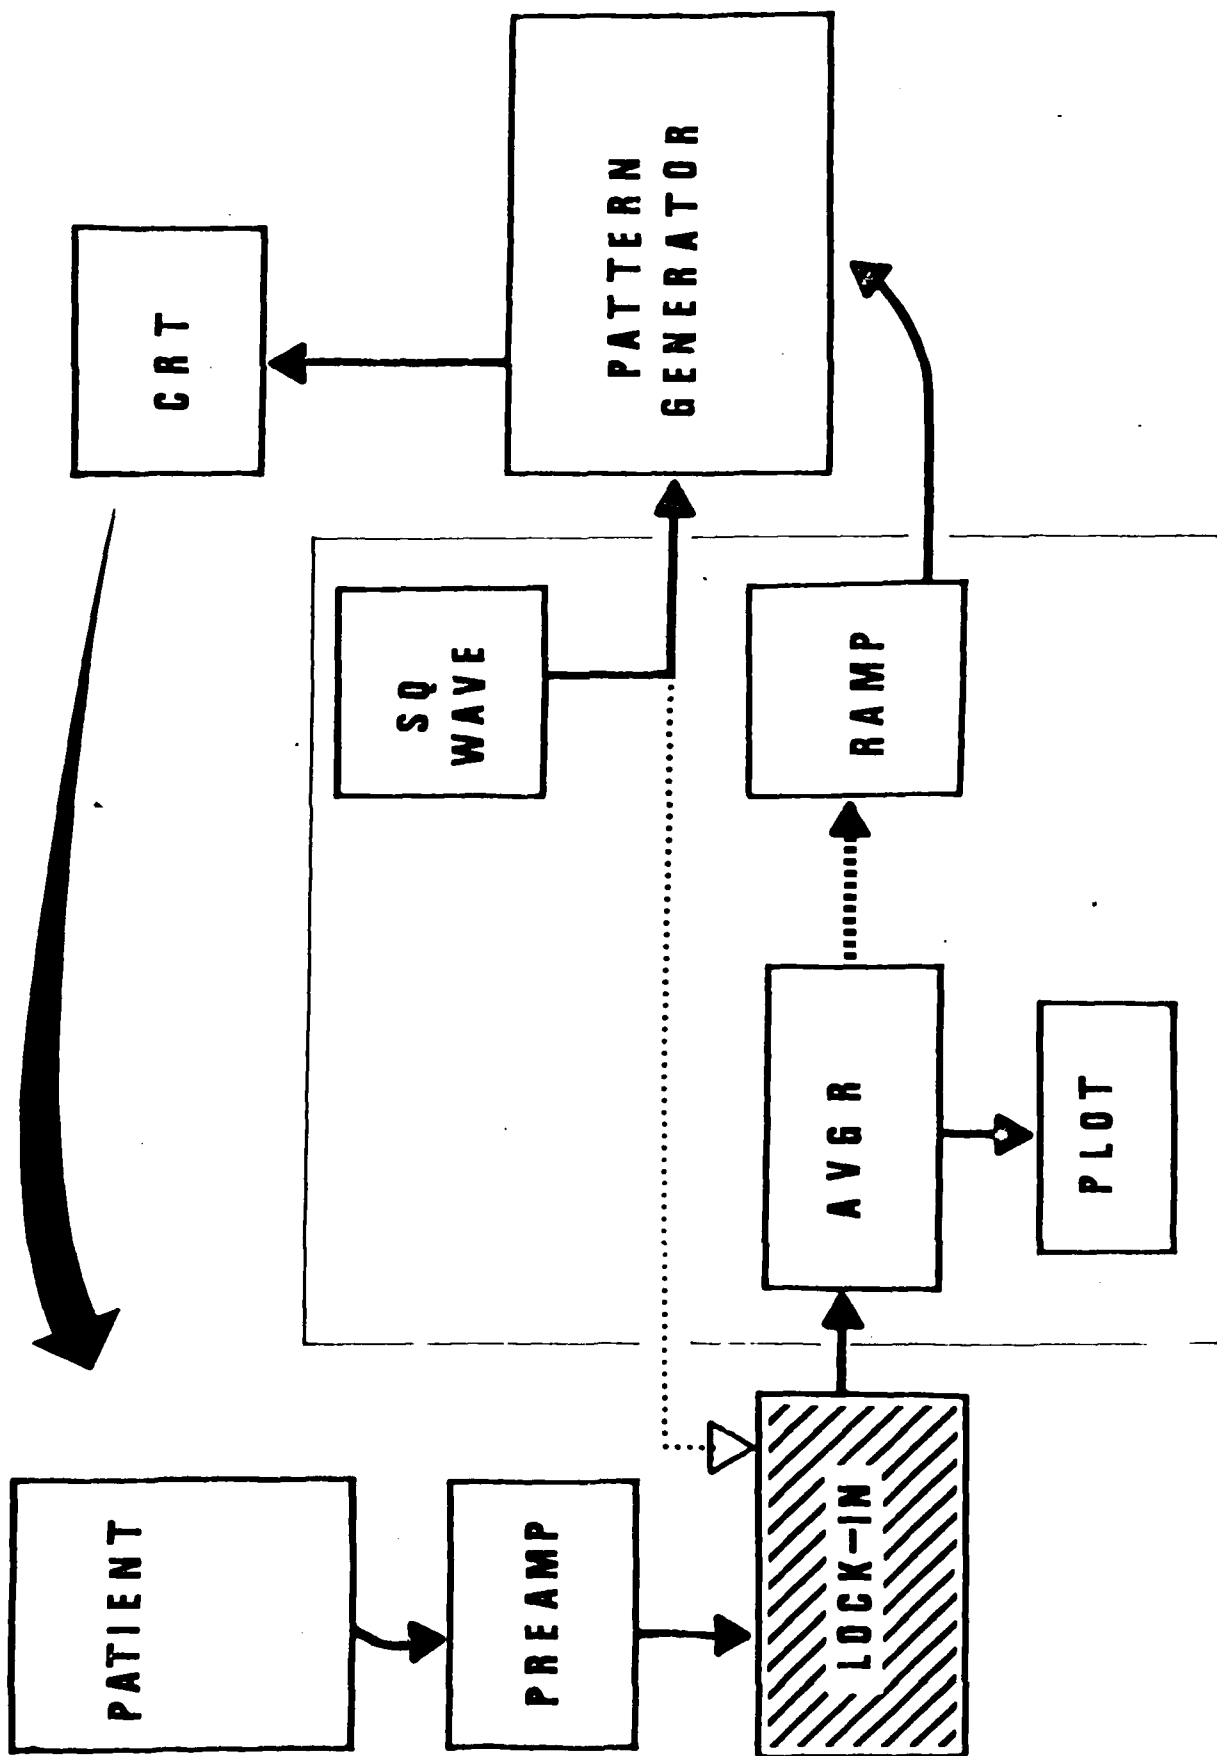 PATIENT
CRT
PREAMP
SQ
WAVE
PATTERN
GENERATOR
LOCK-IN
AVGR
RAMP
PLOT